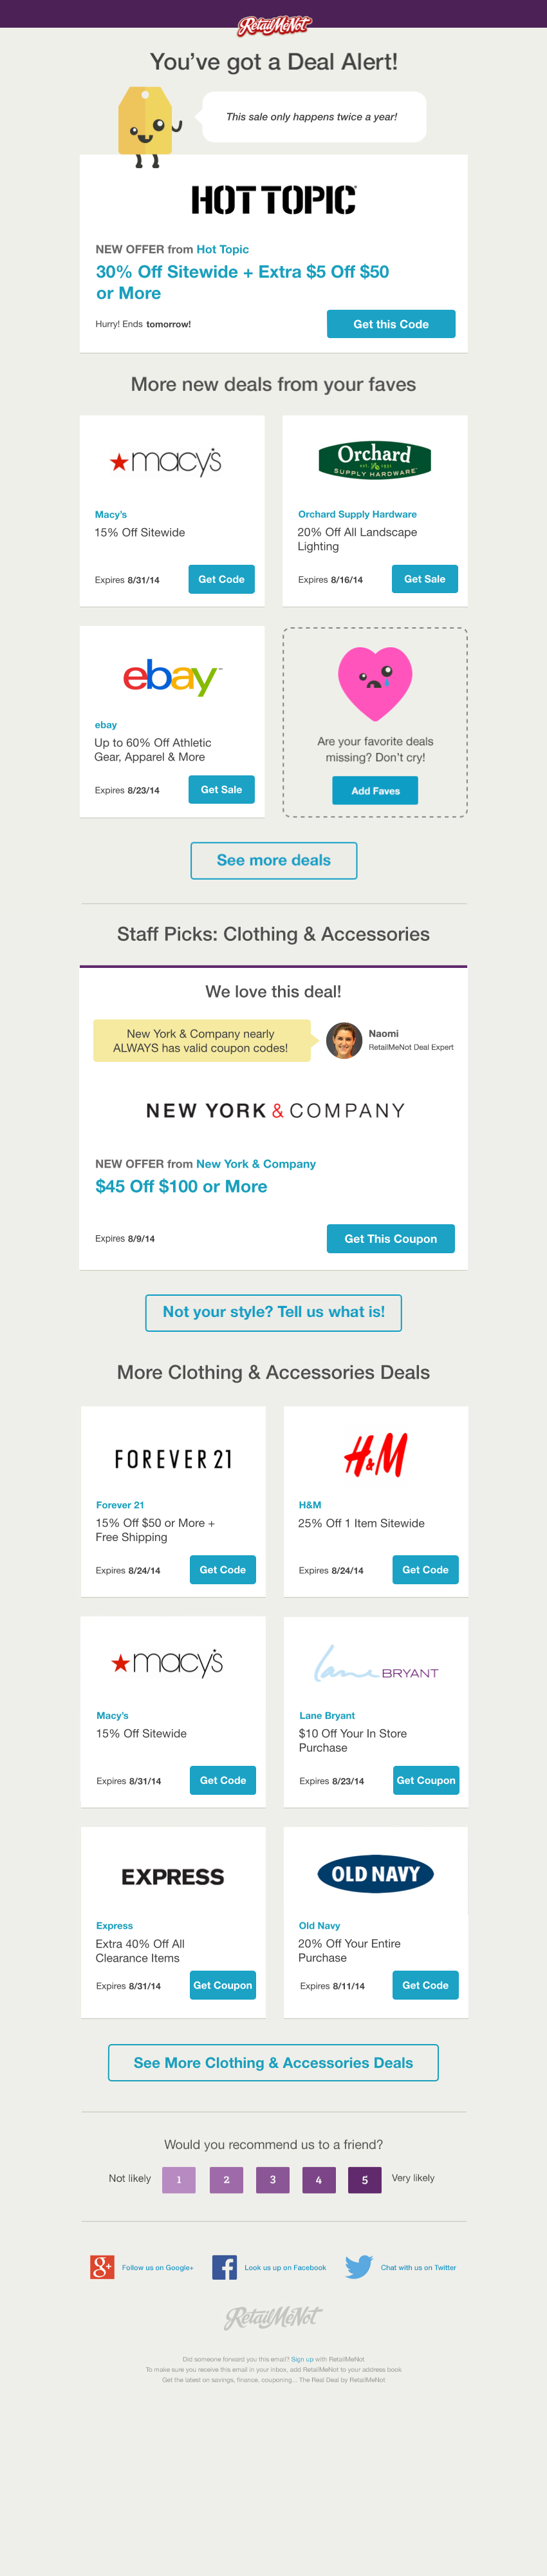 RetailMeNot
You've got a Deal Alert!
This sale only happens twice a year!
HOT TOPIC
NEW OFFER from Hot Topic
30% Off Sitewide + Extra $5 Off $50
or More
Hurry! Ends tomorrow!
Get this Code
More new deals from your faves
macy's
Macy's
15% Off Sitewide
Expires 8/31/14
Get Code
Orchard
EST. 1931
SUPPLY HARDWARE
Orchard Supply Hardware
20% Off All Landscape
Lighting
Expires 8/16/14
Get Sale
ebay™
ebay
Up to 60% Off Athletic
Gear, Apparel & More
Expires 8/23/14
Get Sale
Are your favorite deals
missing? Don't cry!
Add Faves
See more deals
Staff Picks: Clothing & Accessories
We love this deal!
New York & Company nearly
ALWAYS has valid coupon codes!
Naomi
RetailMeNot Deal Expert
NEW YORK & COMPANY
NEW OFFER from New York & Company
$45 Off $100 or More
Expires 8/9/14
Get This Coupon
Not your style? Tell us what is!
More Clothing & Accessories Deals
FOREVER 21
Forever 21
15% Off $50 or More +
Free Shipping
Expires 8/24/14
Get Code
H&M
H&M
25% Off 1 Item Sitewide
Expires 8/24/14
Get Code
macy's
Macy's
15% Off Sitewide
Expires 8/31/14
Get Code
lane BRYANT
Lane Bryant
$10 Off Your In Store
Purchase
Expires 8/23/14
Get Coupon
EXPRESS
Express
Extra 40% Off All
Clearance Items
Expires 8/31/14
Get Coupon
OLD NAVY
Old Navy
20% Off Your Entire
Purchase
Expires 8/11/14
Get Code
See More Clothing & Accessories Deals
Would you recommend us to a friend?
Not likely 1 2 3 4 5 Very likely
g+ Follow us on Google+
f Look us up on Facebook
Chat with us on Twitter
RetailMeNot
Did someone forward you this email? Sign up with RetailMeNot
To make sure you receive this email in your inbox, add RetailMeNot to your address book
Get the latest on savings, finance, couponing... The Real Deal by RetailMeNot